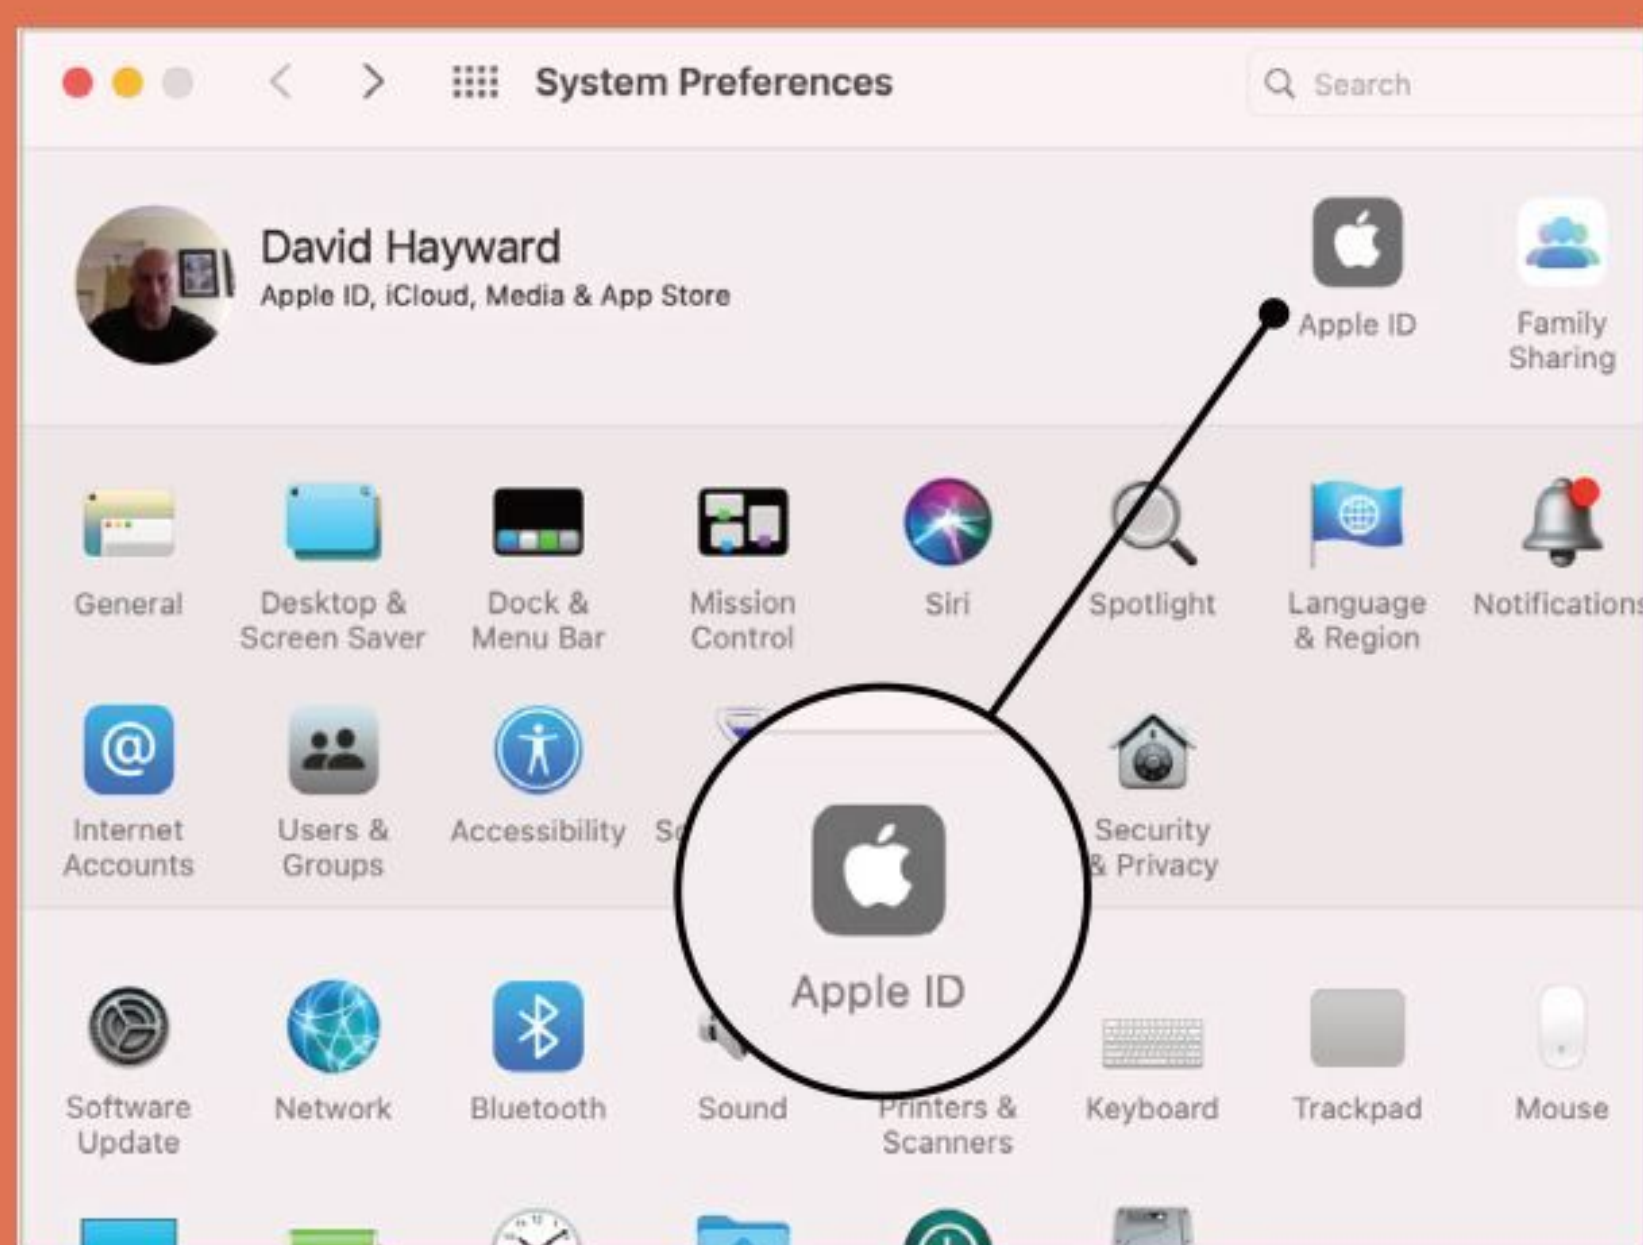 System Preferences
Search
David Hayward
Apple ID, iCloud, Media & App Store
Apple ID
Family
Sharing
General
Desktop &
Screen Saver
Dock &
Menu Bar
Mission
Control
Siri
Spotlight
Language
& Region
Notifications
Internet
Accounts
Users &
Groups
Accessibility
Security
& Privacy
Apple ID
Software
Update
Network
Bluetooth
Sound
Printers &
Scanners
Keyboard
Trackpad
Mouse